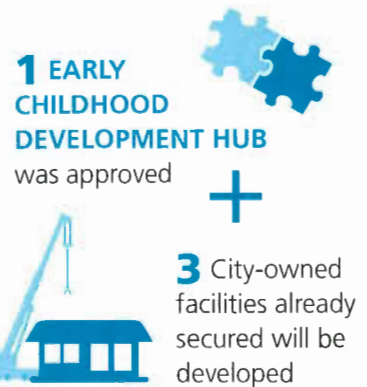 1 EARLY
CHILDHOOD
DEVELOPMENT HUB
was approved
+
3 City-owned
facilities already
secured will be
developed